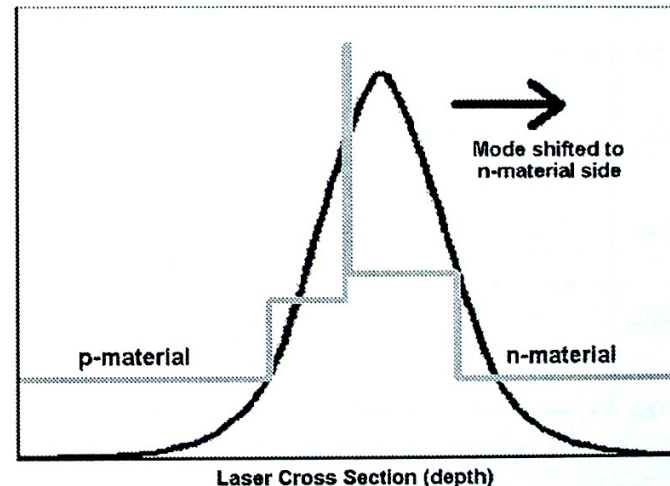 Mode shifted to
n-material side
p-material
n-material
Laser Cross Section (depth)